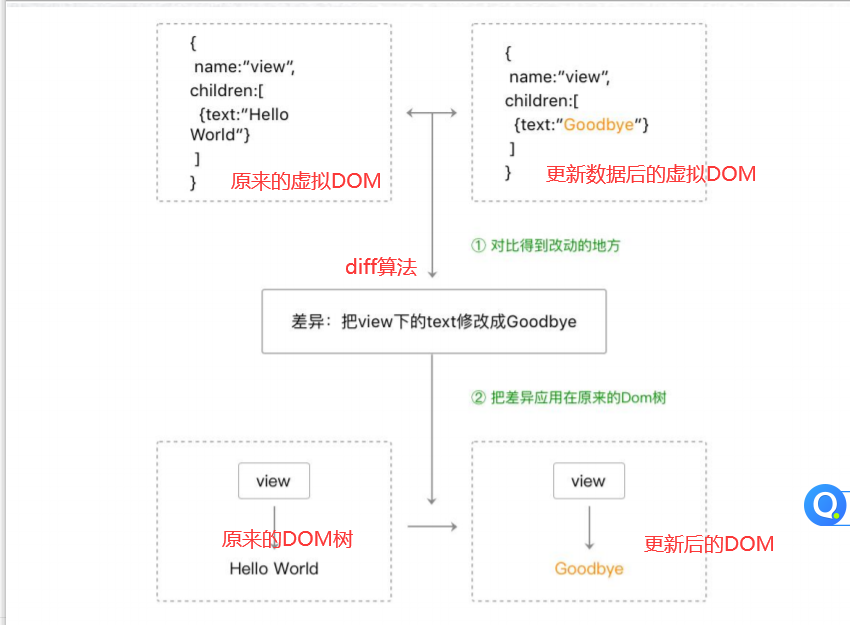 {
name:“view”,
children:[
{text:“Hello
World”}
]
}
原来的虚拟DOM
{
name:“view”,
children:[
{text:“Goodbye“}
]
}
更新数据后的虚拟DOM
① 对比得到改动的地方
diff算法
差异：把view下的text修改成Goodbye
② 把差异应用在原来的Dom树
view
原来的DOM树
Hello World
view
更新后的DOM
Goodbye